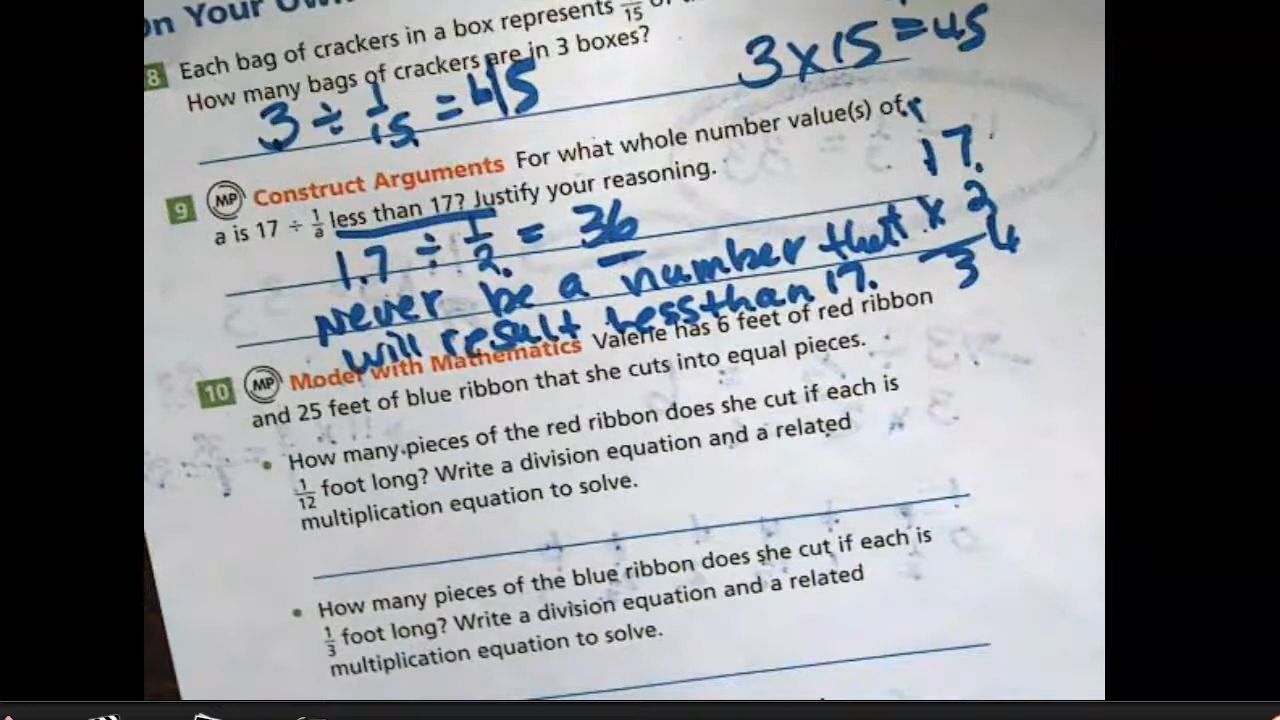 on Your Own
8 Each bag of crackers in a box represents 1/15 of
How many bags of crackers are in 3 boxes?
3 ÷ 1/15 = 45
3 x 15 = 45
9 MP Construct Arguments For what whole number value(s) of
a is 17 ÷ 1/a less than 17? Justify your reasoning.
17 ÷ 1/2 = 36
17
x 2
34
Never be a number that
will result less than 17.
10 MP Model with Mathematics Valerie has 6 feet of red ribbon
and 25 feet of blue ribbon that she cuts into equal pieces.
• How many pieces of the red ribbon does she cut if each is
1/12 foot long? Write a division equation and a related
multiplication equation to solve.
• How many pieces of the blue ribbon does she cut if each is
1/3 foot long? Write a division equation and a related
multiplication equation to solve.